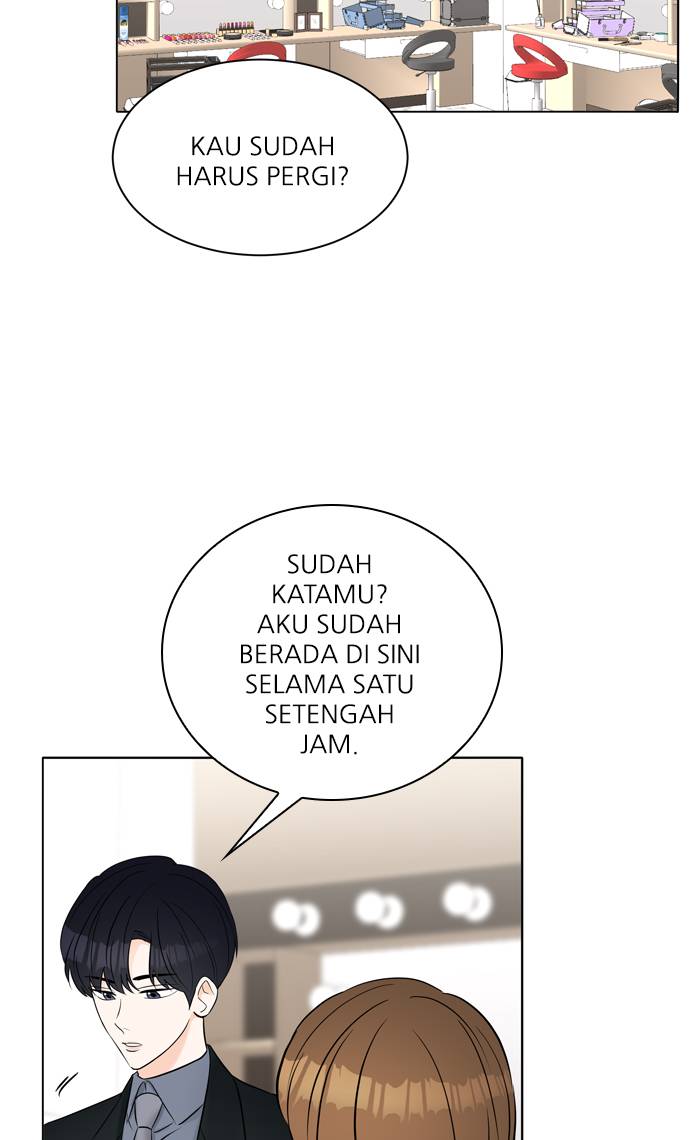 KAU SUDAH
HARUS PERGI?
SUDAH
KATAMU?
AKU SUDAH
BERADA DI SINI
SELAMA SATU
SETENGAH
JAM.